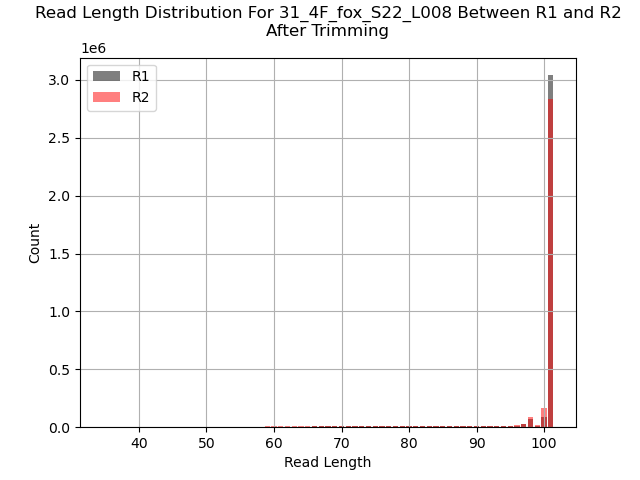 Read Length Distribution For 31_4F_fox_S22_L008 Between R1 and R2
After Trimming
1e6
R1
R2
3.0
2.5
2.0
1.5
1.0
0.5
0.0
Count
40 50 60 70 80 90 100
Read Length